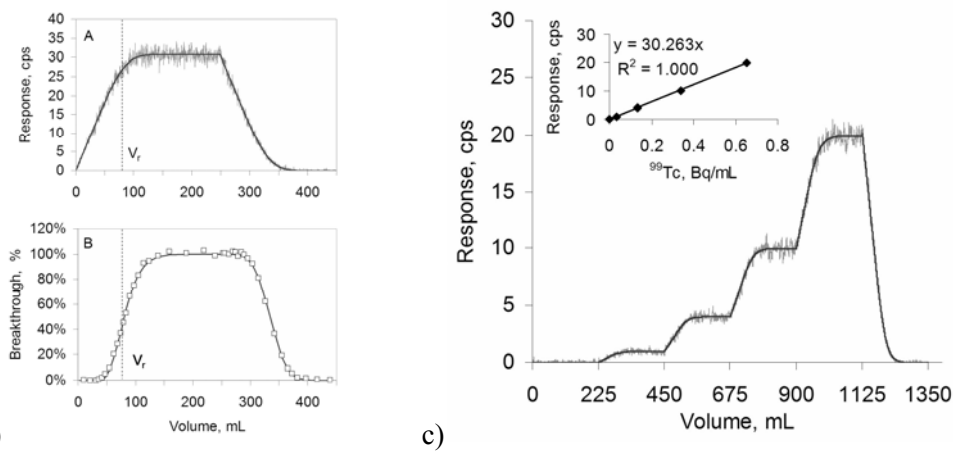 A
Response, cps
40
35
30
25
20
15
10
5
0
V_r
0 100 200 300 400
B
Breakthrough, %
120%
100%
80%
60%
40%
20%
0%
V_r
0 100 200 300 400
Volume, mL
)
c)
Response, cps
30
20
10
0
y = 30.263x
R² = 1.000
0 0.2 0.4 0.6 0.8
⁹⁹Tc, Bq/mL
Response, cps
25
20
15
10
5
0
0 225 450 675 900 1125 1350
Volume, mL